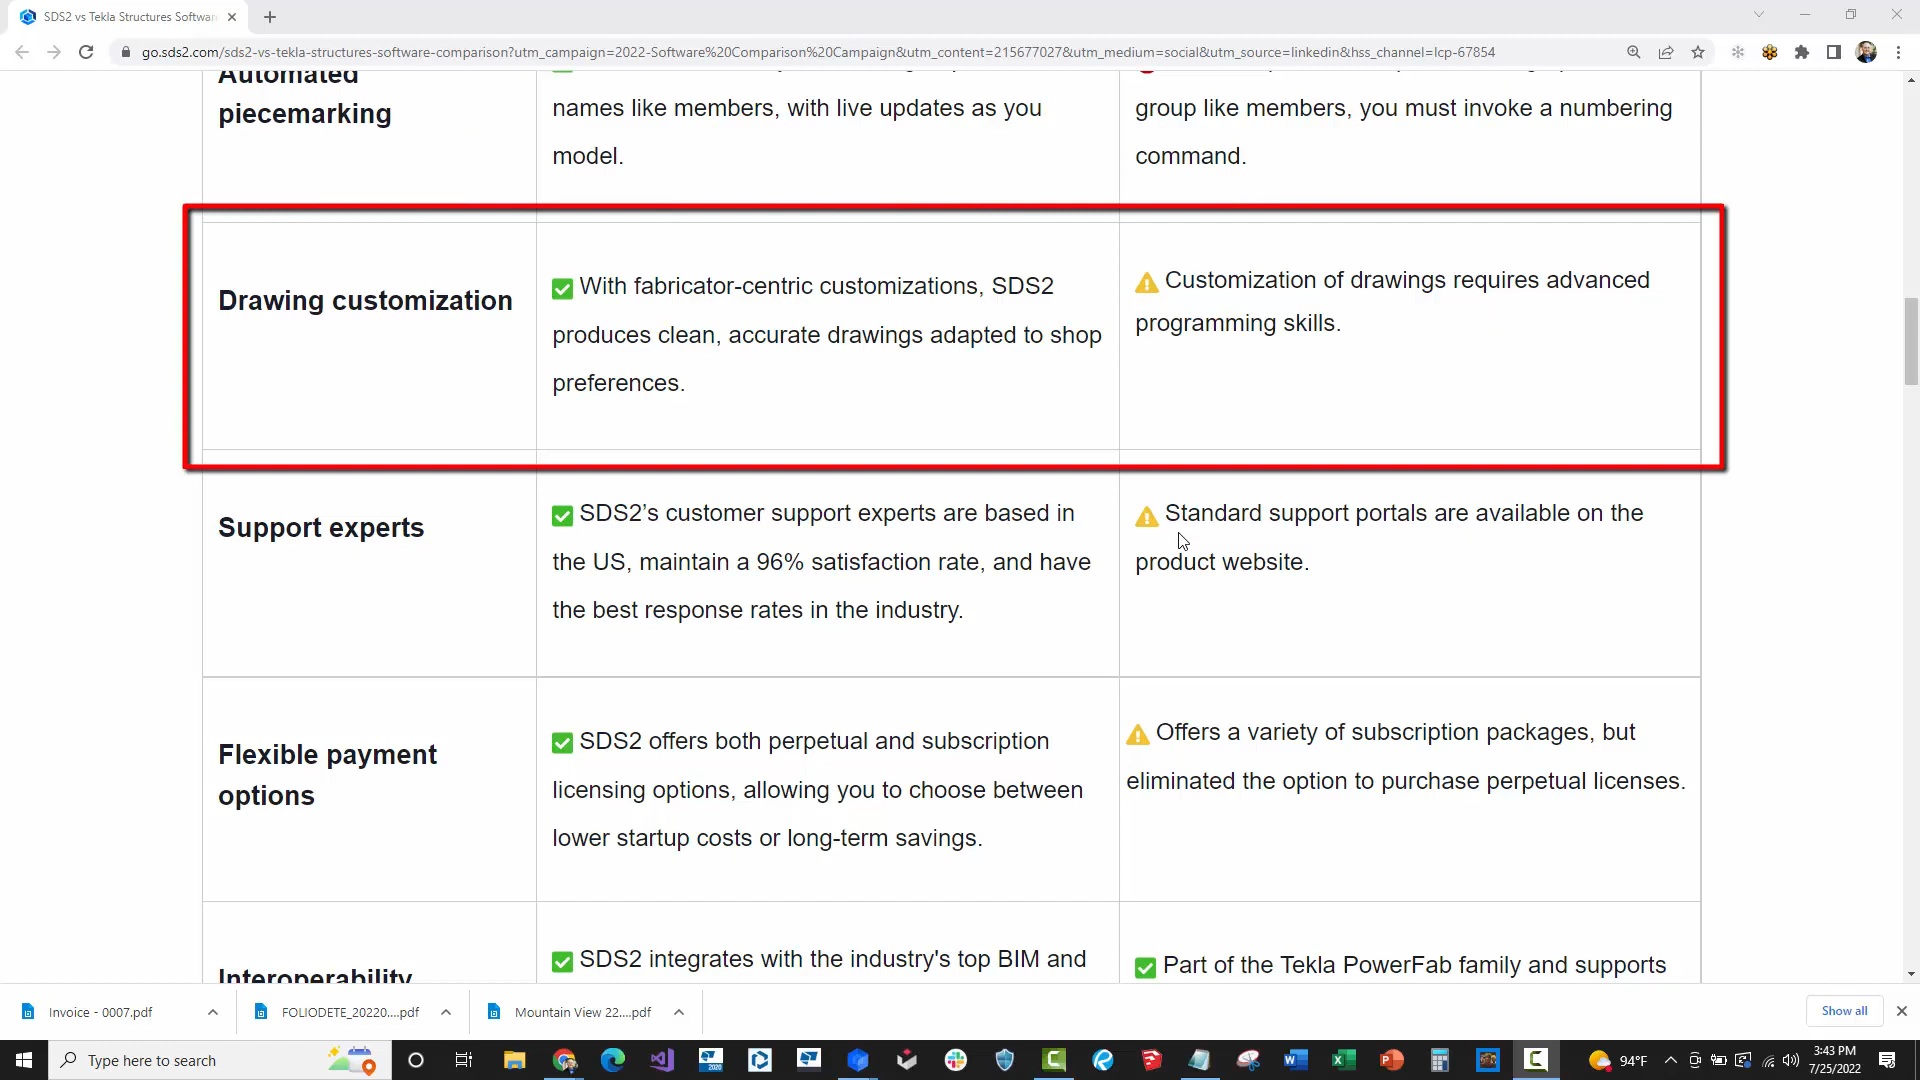 SDS2 vs Tekla Structures Softwar
go.sds2.com/sds2-vs-tekla-structures-software-comparison?utm_campaign=2022-Software%20Comparison%20Campaign&utm_content=215677027&utm_medium=social&utm_source=linkedin&hss_channel=lcp-67854
Automated
piecemarking
names like members, with live updates as you
model.
group like members, you must invoke a numbering
command.
Drawing customization
With fabricator-centric customizations, SDS2
produces clean, accurate drawings adapted to shop
preferences.
Customization of drawings requires advanced
programming skills.
Support experts
SDS2’s customer support experts are based in
the US, maintain a 96% satisfaction rate, and have
the best response rates in the industry.
Standard support portals are available on the
product website.
Flexible payment
options
SDS2 offers both perpetual and subscription
licensing options, allowing you to choose between
lower startup costs or long-term savings.
Offers a variety of subscription packages, but
eliminated the option to purchase perpetual licenses.
Interoperability
SDS2 integrates with the industry's top BIM and
Part of the Tekla PowerFab family and supports
Invoice - 0007.pdf
FOLIODETE_20220....pdf
Mountain View 22....pdf
Show all
Type here to search
2020
94°F
3:43 PM
7/25/2022